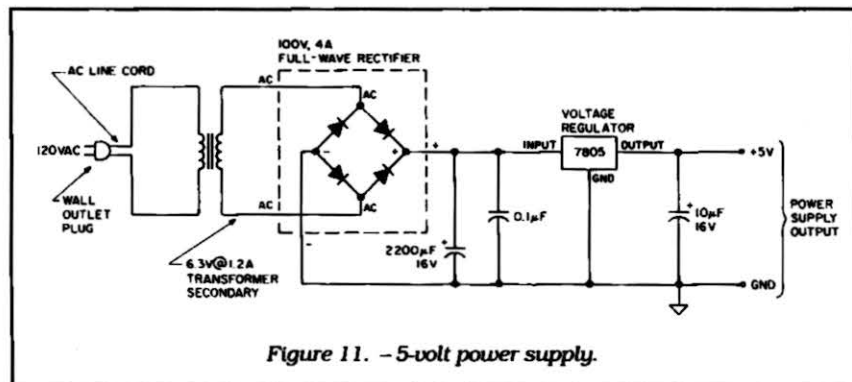 100V, 4A
FULL-WAVE RECTIFIER
AC LINE CORD
AC
AC
120VAC
WALL
OUTLET
PLUG
-
+
+
VOLTAGE
REGULATOR
INPUT
7805
OUTPUT
GND
+5V
AC
AC
-
6.3V@1.2A
TRANSFORMER
SECONDARY
+
2200µF
16V
0.1µF
+
10µF
16V
POWER
SUPPLY
OUTPUT
GND
Figure 11. – 5-volt power supply.